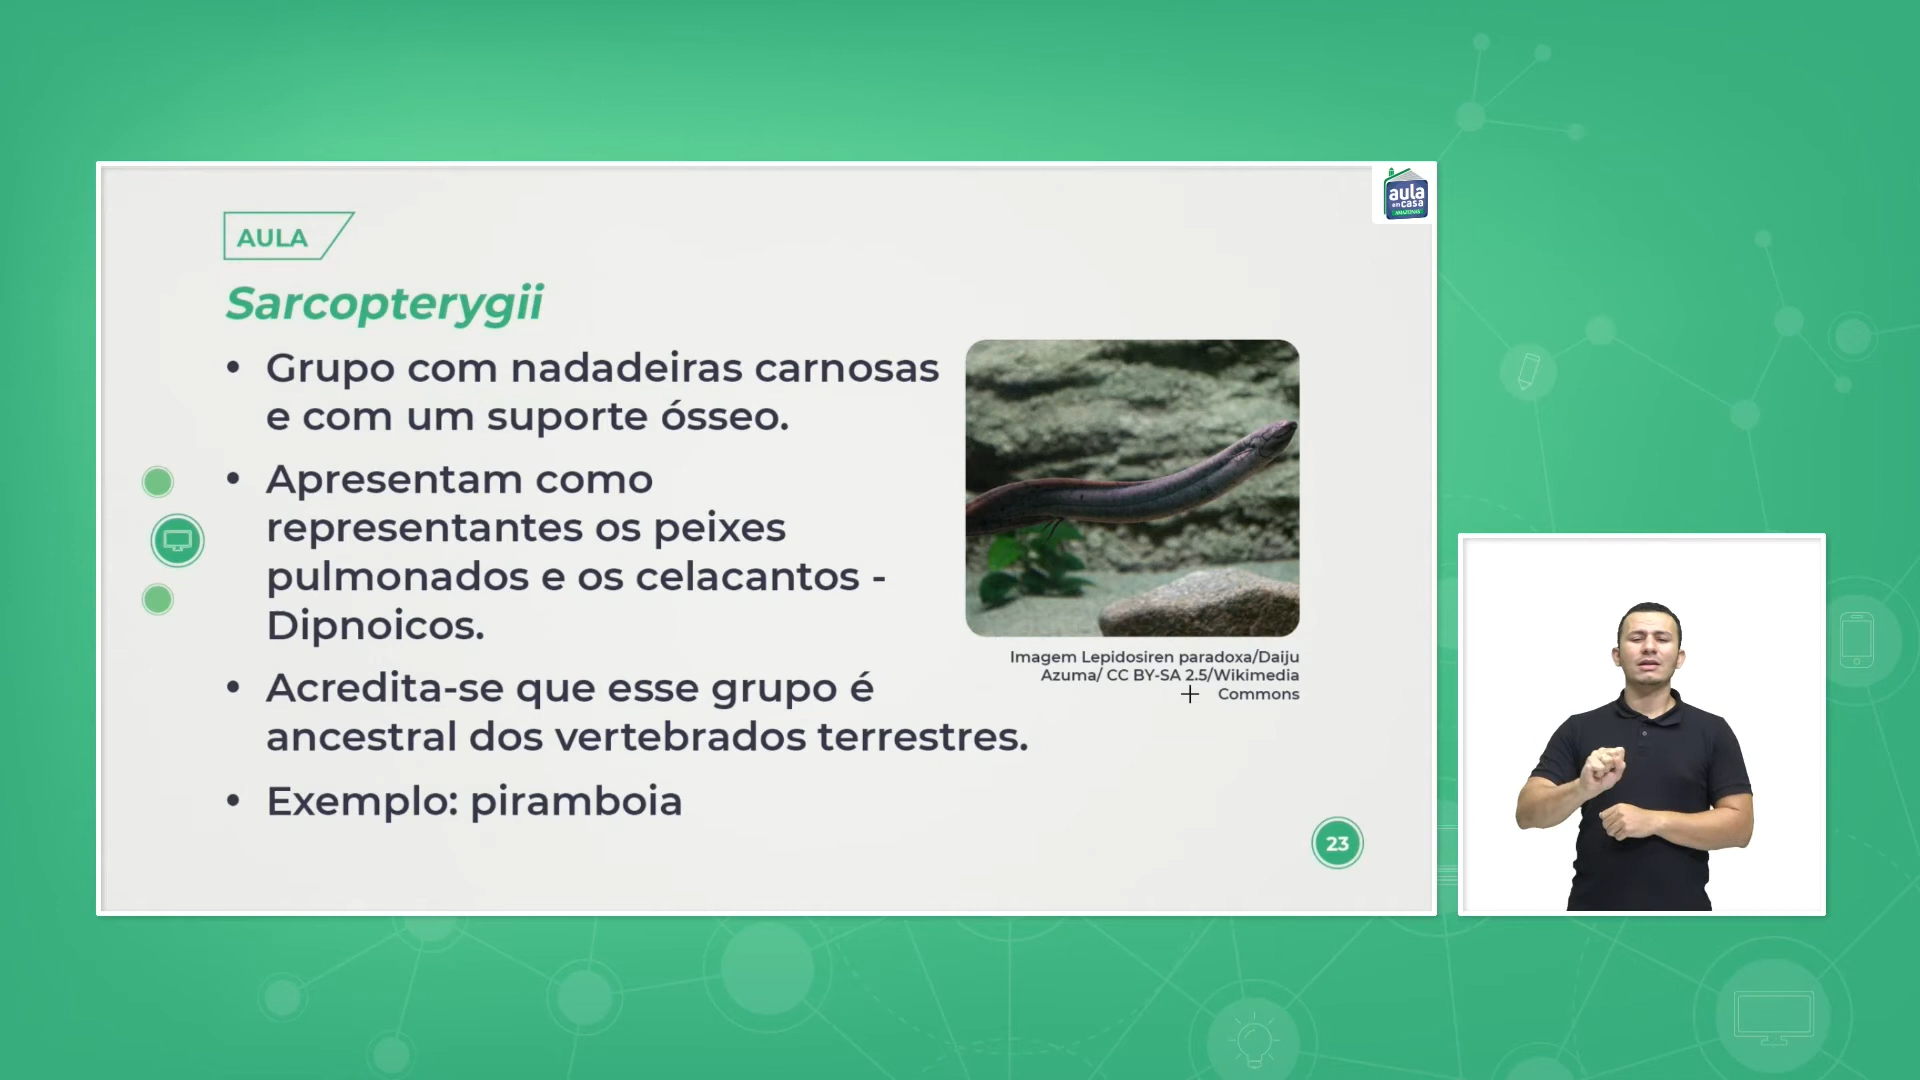 aula
em casa
AMAZONAS
AULA
Sarcopterygii
• Grupo com nadadeiras carnosas
e com um suporte ósseo.
• Apresentam como
representantes os peixes
pulmonados e os celacantos -
Dipnoicos.
Imagem Lepidosiren paradoxa/Daiju
Azuma/ CC BY-SA 2.5/Wikimedia
Commons
• Acredita-se que esse grupo é
ancestral dos vertebrados terrestres.
• Exemplo: piramboia
23